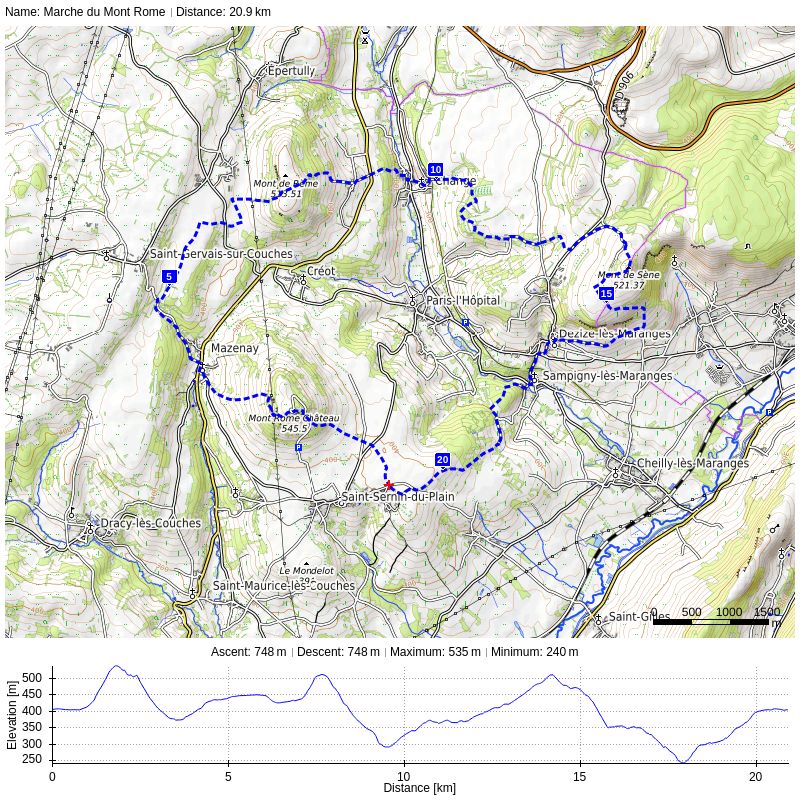 Name: Marche du Mont Rome | Distance: 20.9 km
Épertully
D 906
10
Change
Mont de Rème
513.51
Saint-Gervais-sur-Couches
5
Créot
Mont de Sène
521.37
15
Paris-l'Hôpital
P
Dezize-lès-Maranges
Mazenay
Sampigny-lès-Maranges
Mont Rome Château
545.5
P
P
400
20
Cheilly-lès-Maranges
Saint-Sernin-du-Plain
Dracy-lès-Couches
Le Mondelot
Saint-Maurice-lès-Couches
Saint-Gilles
0 500 1000 1500
m
Ascent: 748 m | Descent: 748 m | Maximum: 535 m | Minimum: 240 m
Elevation [m]
500
450
400
350
300
250
0 5 10 15 20
Distance [km]